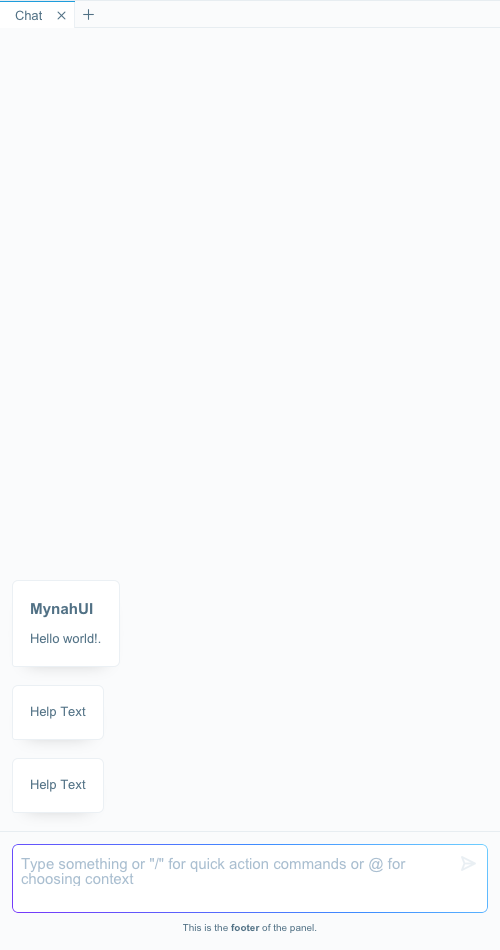 Chat
MynahUI
Hello world!.
Help Text
Help Text
Type something or "/" for quick action commands or @ for
choosing context
This is the footer of the panel.